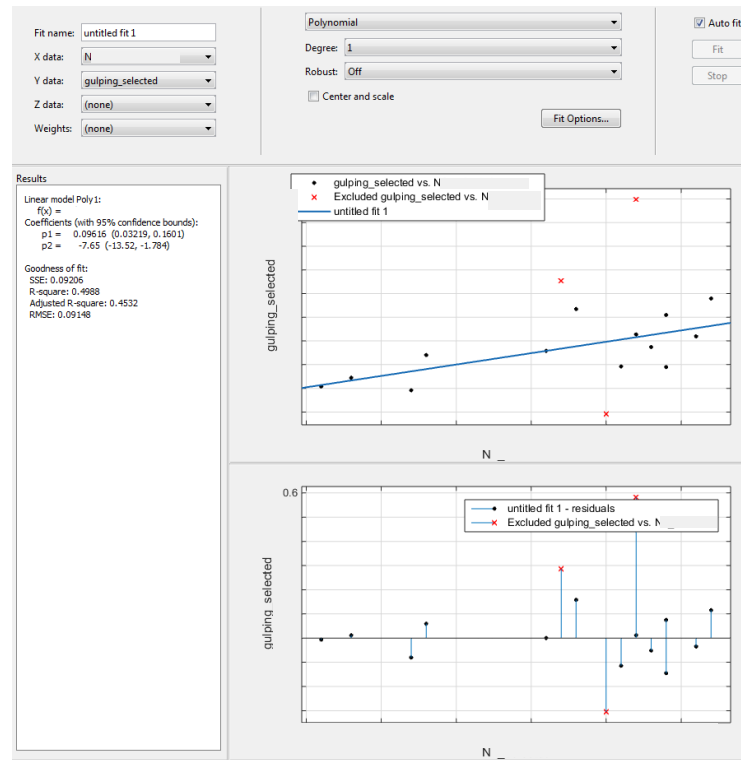 Fit name: untitled fit 1
X data: N
Y data: gulping_selected
Z data: (none)
Weights: (none)
Polynomial
Degree: 1
Robust: Off
Center and scale
Fit Options...
Auto fit
Fit
Stop
Results
Linear model Poly1:
f(x) =
Coefficients (with 95% confidence bounds):
p1 = 0.09616 (0.03219, 0.1601)
p2 = -7.65 (-13.52, -1.784)
Goodness of fit:
SSE: 0.09206
R-square: 0.4988
Adjusted R-square: 0.4532
RMSE: 0.09148
gulping_selected vs. N
Excluded gulping_selected vs. N
untitled fit 1
gulping_selected
N _
0.6
untitled fit 1 - residuals
Excluded gulping_selected vs. N _
gulping selected
N _